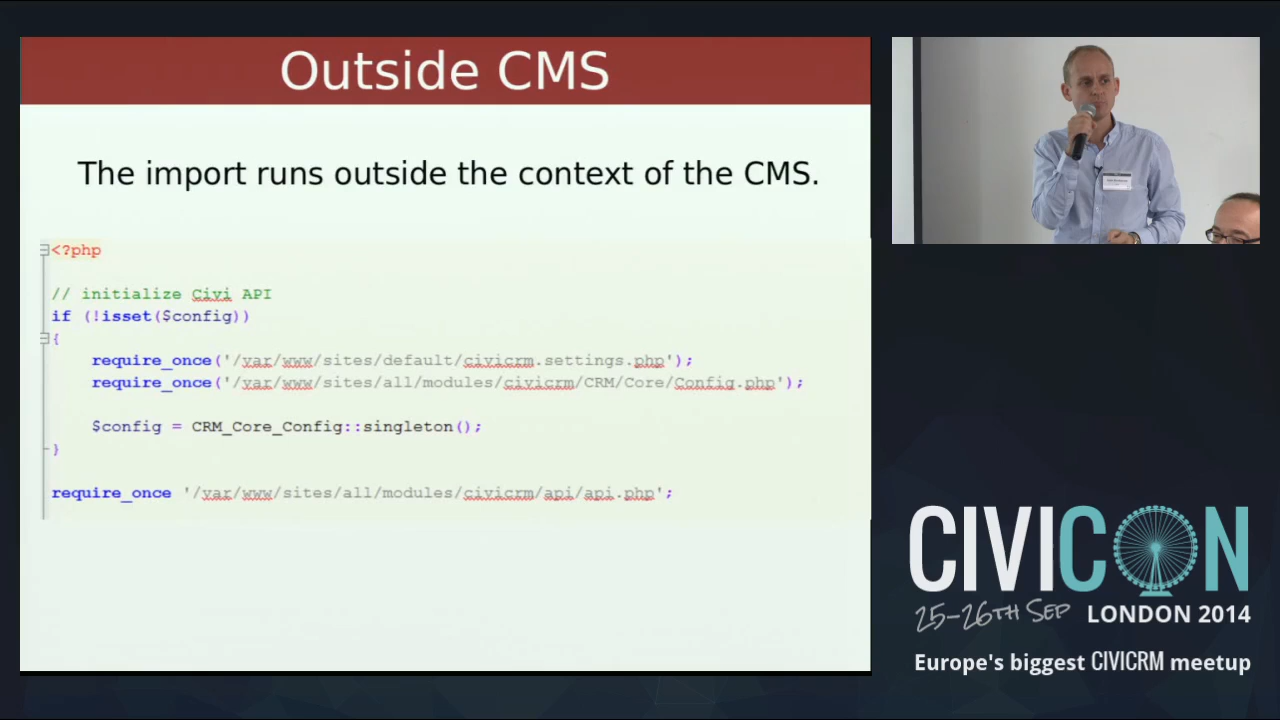 Outside CMS
The import runs outside the context of the CMS.
<?php
// initialize Civi API
if (!isset($config))
{
require_once('/var/www/sites/default/civicrm.settings.php');
require_once('/var/www/sites/all/modules/civicrm/CRM/Core/Config.php');
$config = CRM_Core_Config::singleton();
}
require_once '/var/www/sites/all/modules/civicrm/api/api.php';
CIVICON
25-26TH SEP LONDON 2014
Europe's biggest CIVICRM meetup